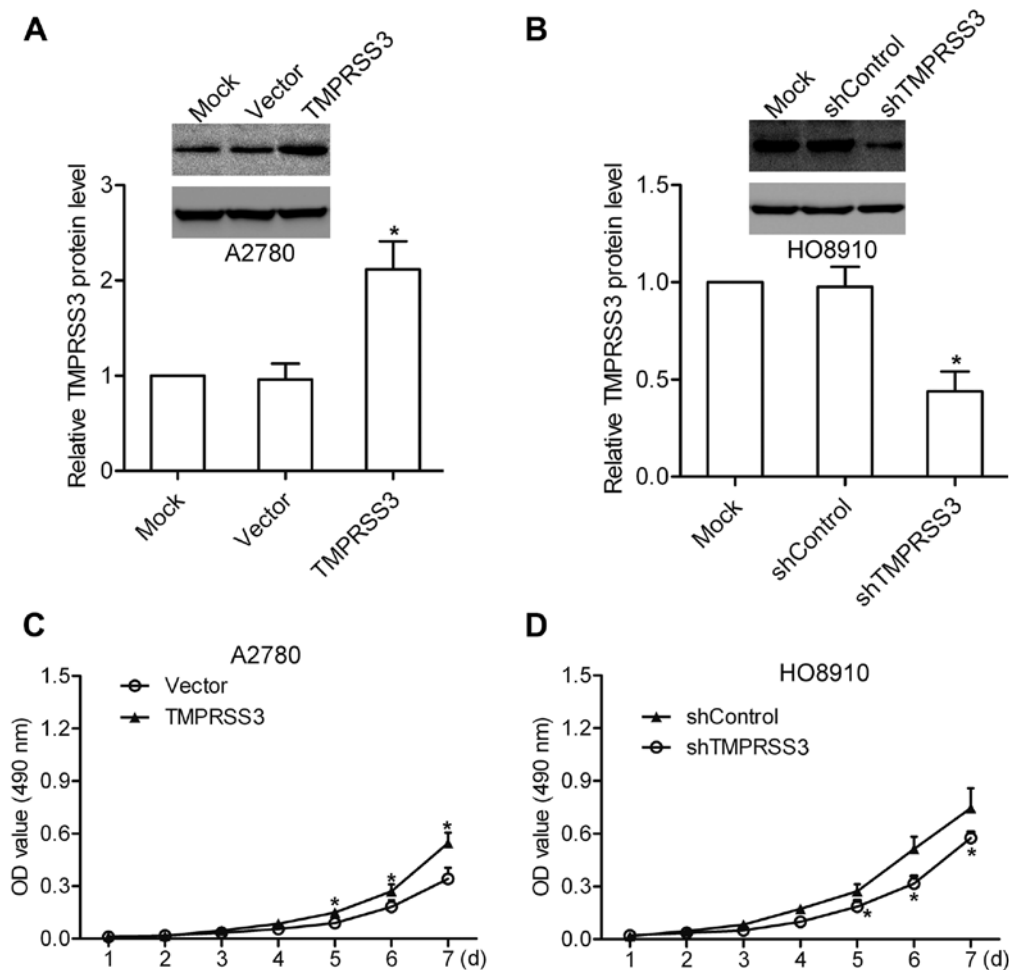 A
Mock
Vector
TMPRSS3
A2780
Relative TMPRSS3 protein level
3
2
1
0
*
Mock
Vector
TMPRSS3
B
Mock
shControl
shTMPRSS3
HO8910
Relative TMPRSS3 protein level
1.5
1.0
0.5
0.0
*
Mock
shControl
shTMPRSS3
C
A2780
Vector
TMPRSS3
OD value (490 nm)
1.5
1.2
0.9
0.6
0.3
0.0
* * *
1 2 3 4 5 6 7 (d)
D
HO8910
shControl
shTMPRSS3
OD value (490 nm)
1.5
1.2
0.9
0.6
0.3
0.0
* * *
1 2 3 4 5 6 7 (d)